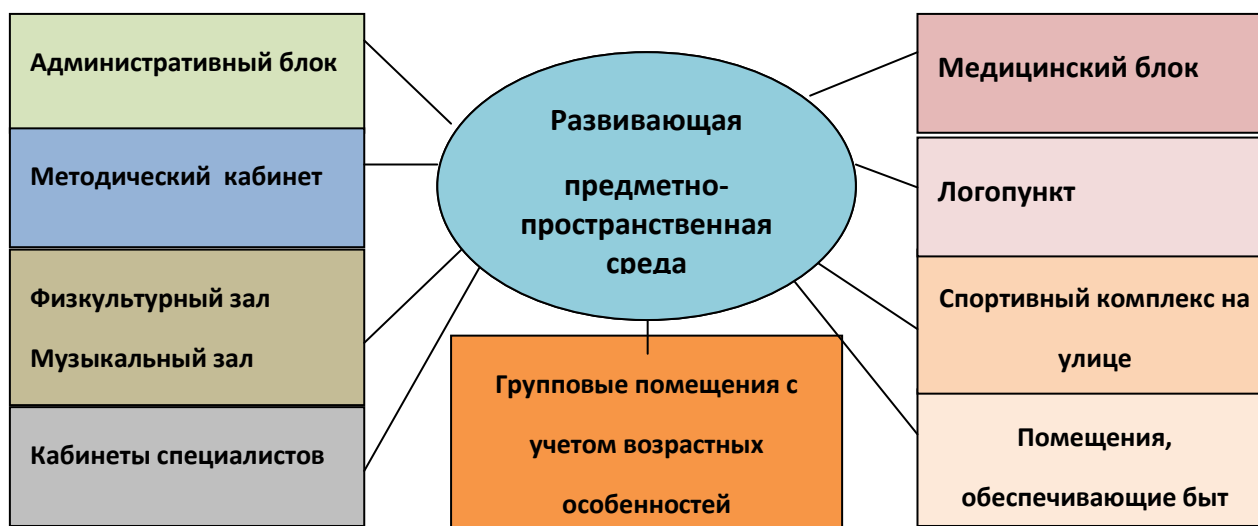 Административный блок
Методический кабинет
Физкультурный зал
Музыкальный зал
Кабинеты специалистов
Развивающая
предметно-
пространственная
среда
Групповые помещения с
учетом возрастных
особенностей
Медицинский блок
Логопункт
Спортивный комплекс на
улице
Помещения,
обеспечивающие быт